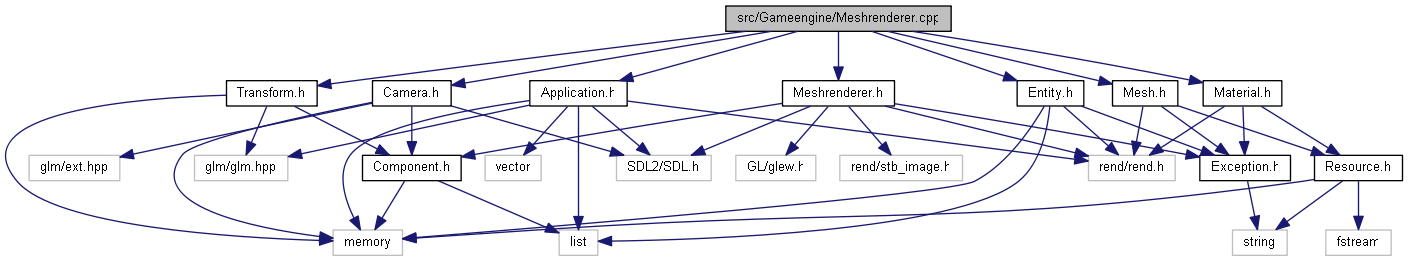 src/Gameengine/Meshrenderer.cpp
Transform.h
Camera.h
Application.h
Meshrenderer.h
Entity.h
Mesh.h
Material.h
glm/ext.hpp
glm/glm.hpp
Component.h
vector
SDL2/SDL.h
GL/glew.h
rend/stb_image.h
rend/rend.h
Exception.h
Resource.h
memory
list
string
fstream